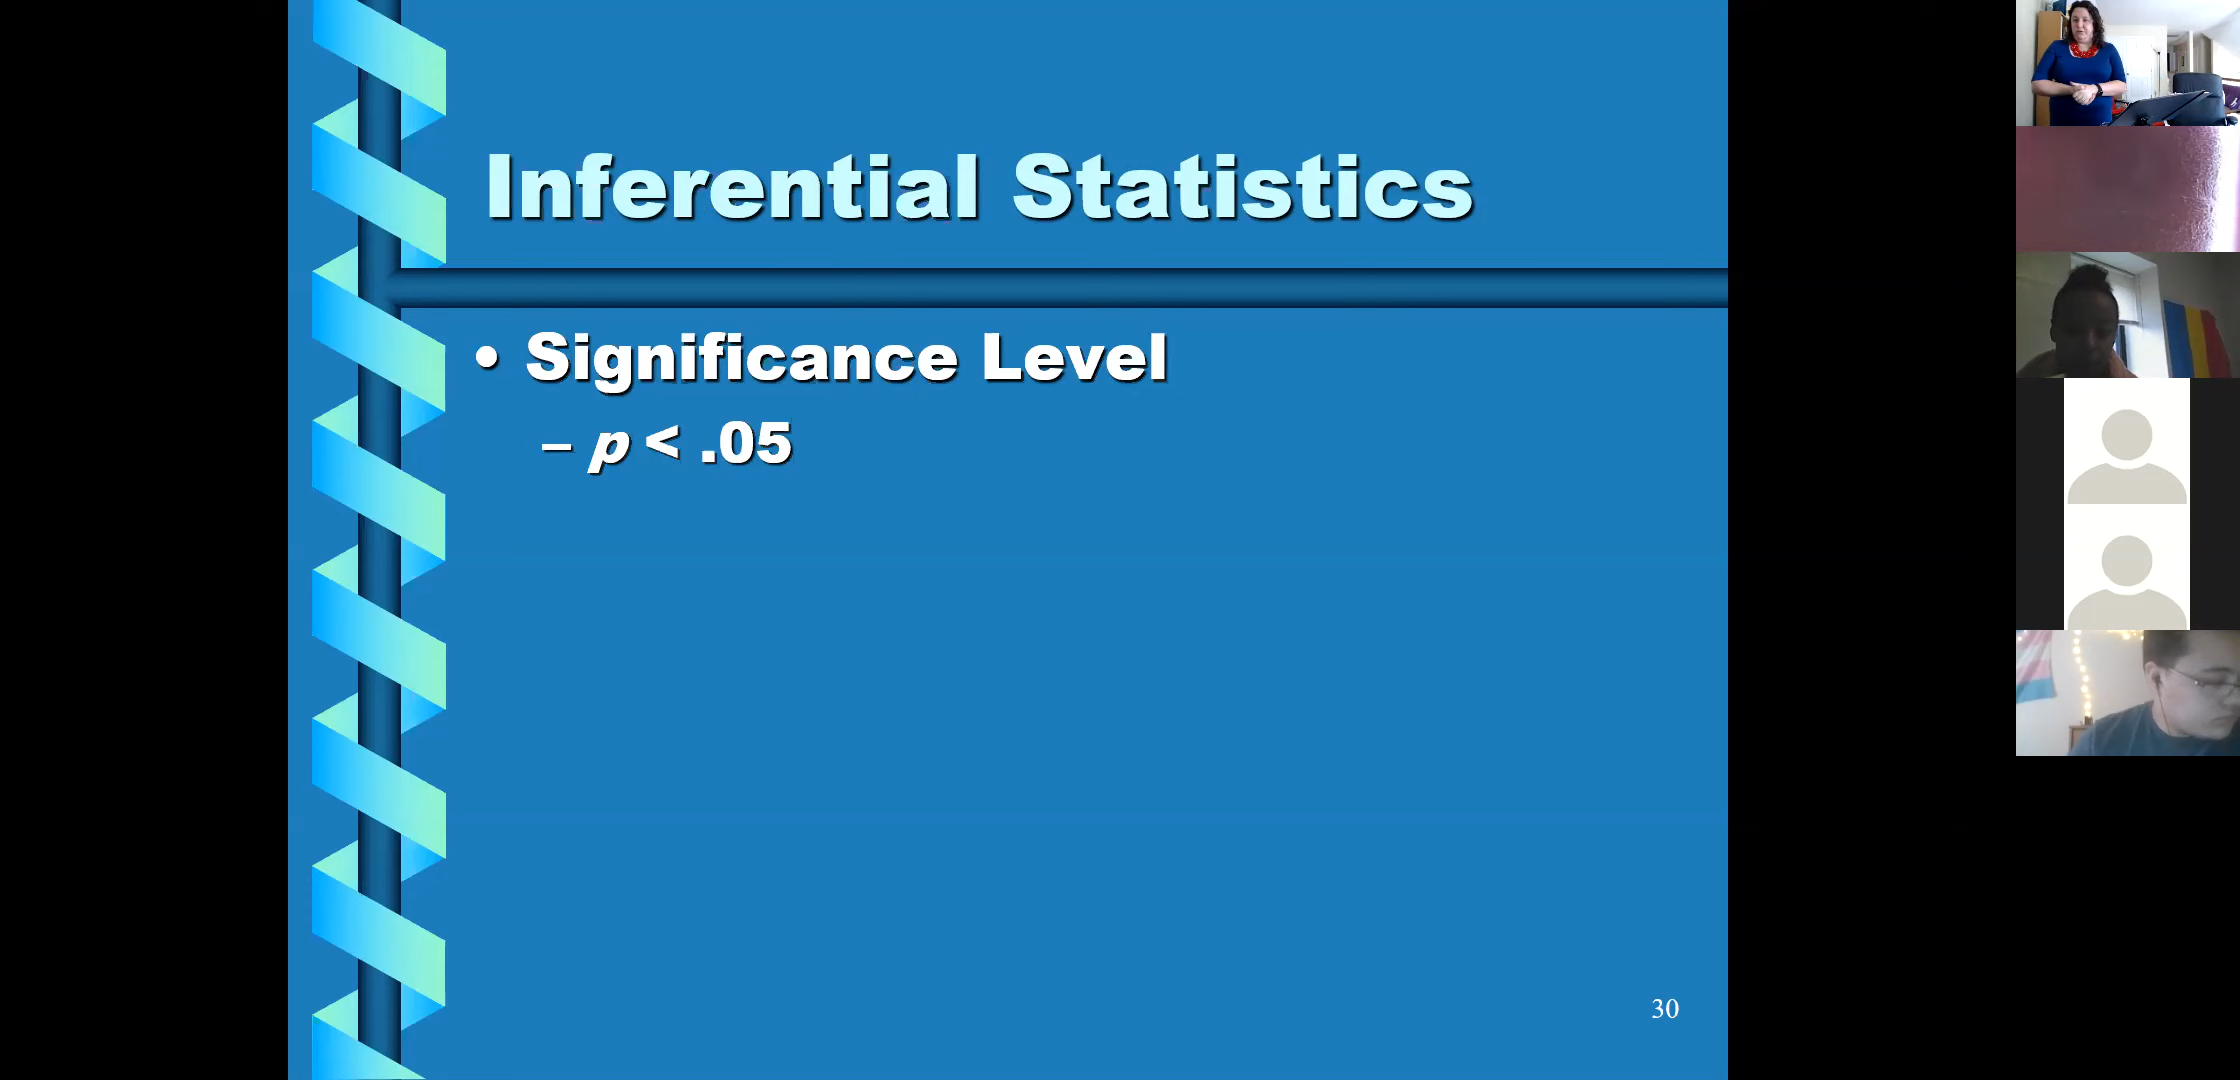 Inferential Statistics
• Significance Level
– p < .05
30